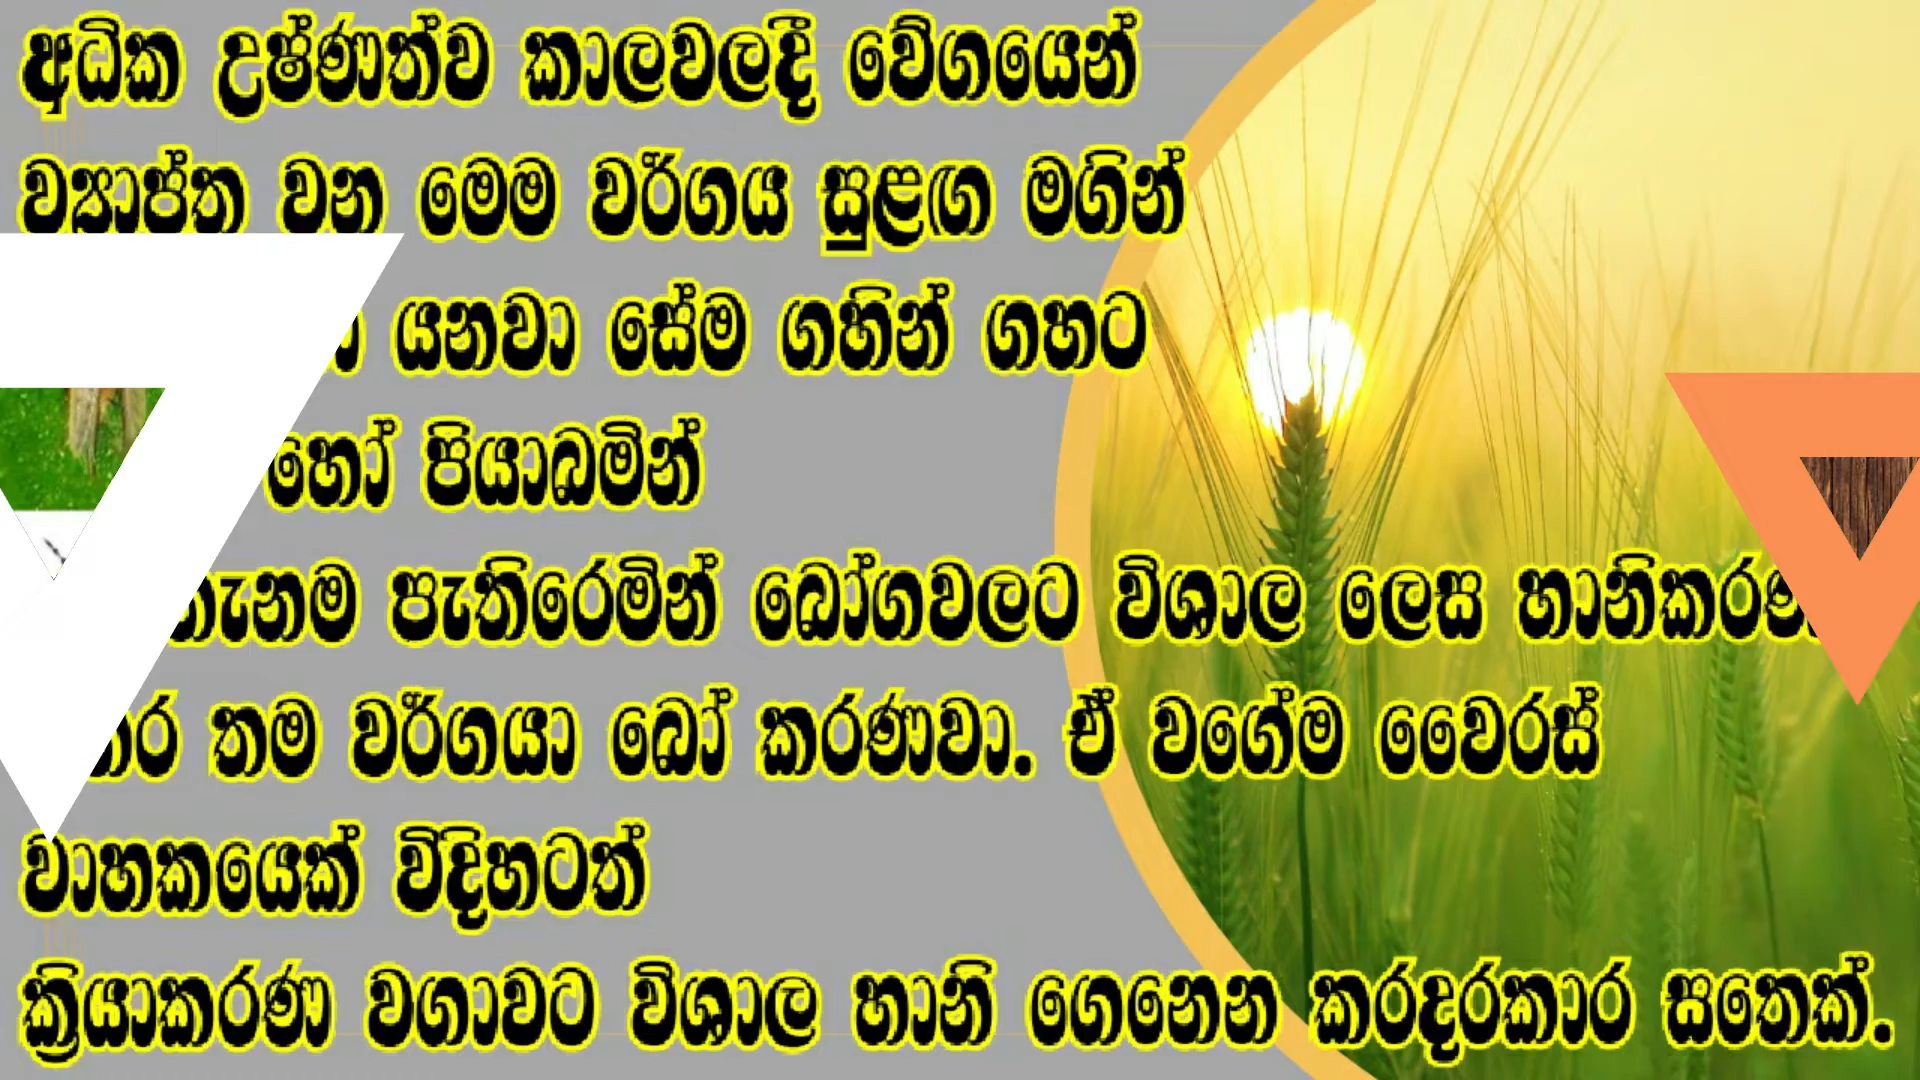 අධික උෂ්ණත්ව කාලවලදී වේගයෙන්
ව්‍යාප්ත වන මෙම වර්ගය සුළඟ මගින්
යනවා සේම ගහින් ගහට
හෝ පියාඹමින්
පැතිරෙමින් බෝගවලට විශාල ලෙස
තම වර්ගයා බෝ කරණවා. ඒ වගේම වෛරස්
වාහකයෙක් විදිහටත්
ක්‍රියාකරණ වගාවට විශාල හානි ගෙනෙන කරදරකාර සතෙක්.